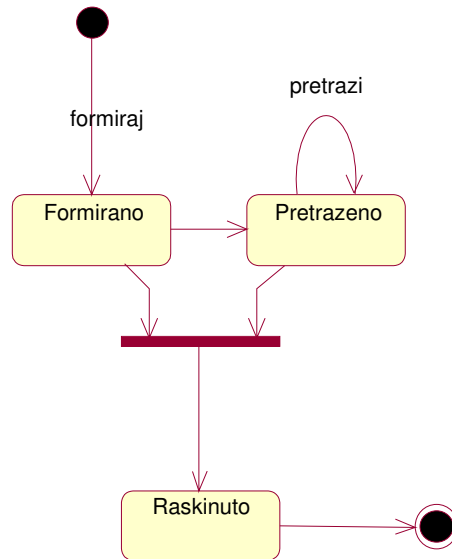 pretrazi
formiraj
Formirano
Pretrazeno
Raskinuto